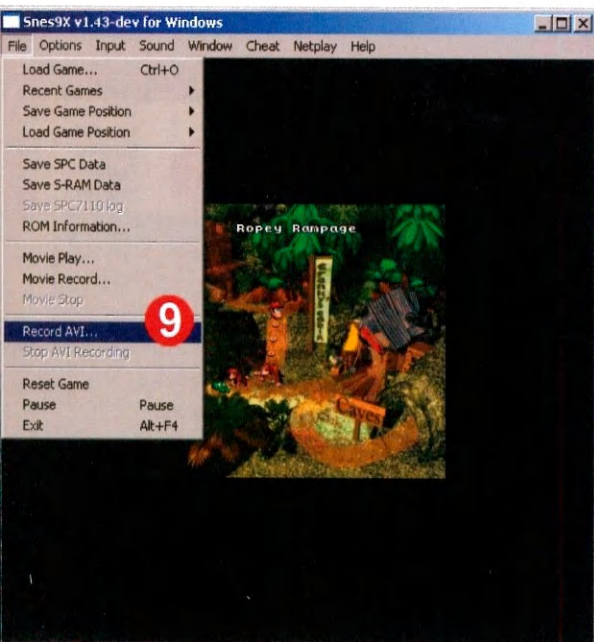 Snes9X v1.43-dev for Windows
File Options Input Sound Window Cheat Netplay Help
Load Game... Ctrl+O
Recent Games
Save Game Position
Load Game Position
Save SPC Data
Save S-RAM Data
Save SPC7110 log
ROM Information...
Movie Play...
Movie Record...
Movie Stop
Record AVI...
9
Stop AVI Recording
Reset Game
Pause Pause
Exit Alt+F4
Ropey Rampage
Caves